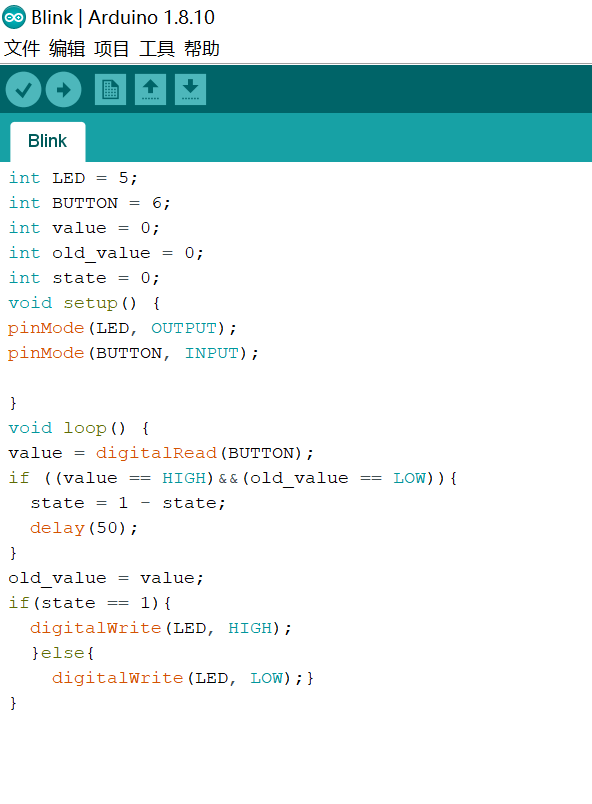 Blink | Arduino 1.8.10
文件 编辑 项目 工具 帮助
Blink
int LED = 5;
int BUTTON = 6;
int value = 0;
int old_value = 0;
int state = 0;
void setup() {
pinMode(LED, OUTPUT);
pinMode(BUTTON, INPUT);
}
void loop() {
value = digitalRead(BUTTON);
if ((value == HIGH)&&(old_value == LOW)){
  state = 1 - state;
  delay(50);
}
old_value = value;
if(state == 1){
  digitalWrite(LED, HIGH);
  }else{
    digitalWrite(LED, LOW);}
}